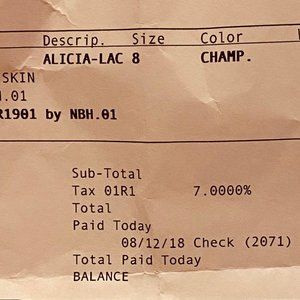 Descrip. Size Color
ALICIA-LAC 8 CHAMP.
SKIN
.01
R1901 by NBH.01
Sub-Total
Tax 01R1 7.0000%
Total
Paid Today
08/12/18 Check (2071)
Total Paid Today
BALANCE